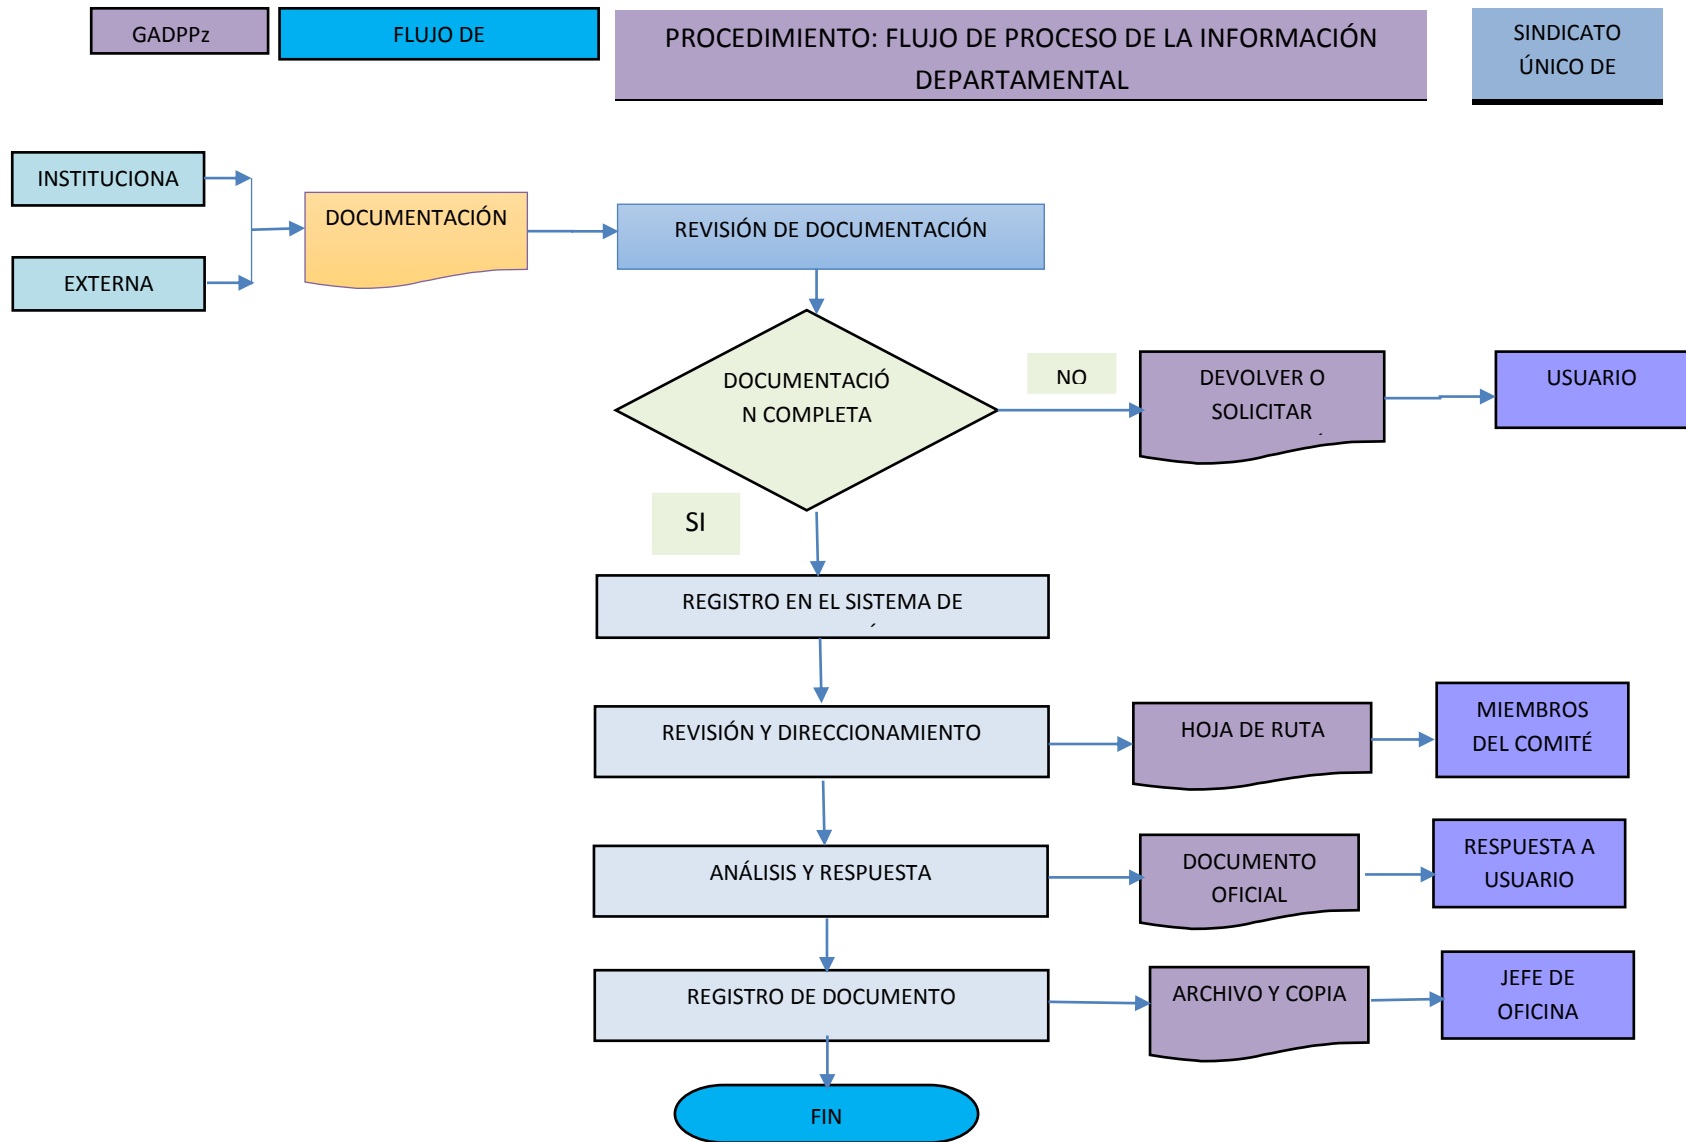 GADPPz
FLUJO DE
PROCEDIMIENTO: FLUJO DE PROCESO DE LA INFORMACIÓN
DEPARTAMENTAL
SINDICATO
ÚNICO DE
INSTITUCIONA
EXTERNA
DOCUMENTACIÓN
REVISIÓN DE DOCUMENTACIÓN
DOCUMENTACIÓ
N COMPLETA
NO
DEVOLVER O
SOLICITAR
USUARIO
SI
REGISTRO EN EL SISTEMA DE
REVISIÓN Y DIRECCIONAMIENTO
HOJA DE RUTA
MIEMBROS
DEL COMITÉ
ANÁLISIS Y RESPUESTA
DOCUMENTO
OFICIAL
RESPUESTA A
USUARIO
REGISTRO DE DOCUMENTO
ARCHIVO Y COPIA
JEFE DE
OFICINA
FIN